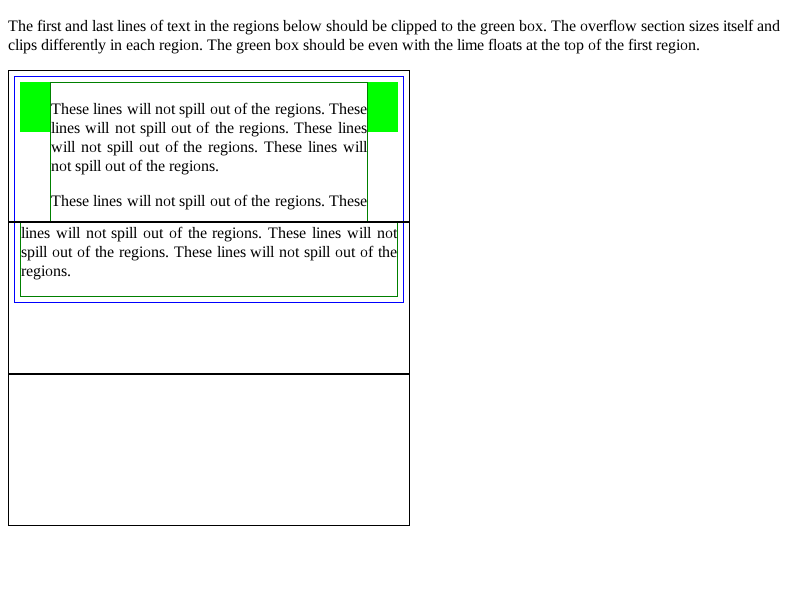 The first and last lines of text in the regions below should be clipped to the green box. The overflow section sizes itself and
clips differently in each region. The green box should be even with the lime floats at the top of the first region.
These lines will not spill out of the regions. These
lines will not spill out of the regions. These lines
will not spill out of the regions. These lines will
not spill out of the regions.
These lines will not spill out of the regions. These
lines will not spill out of the regions. These lines will not
spill out of the regions. These lines will not spill out of the
regions.